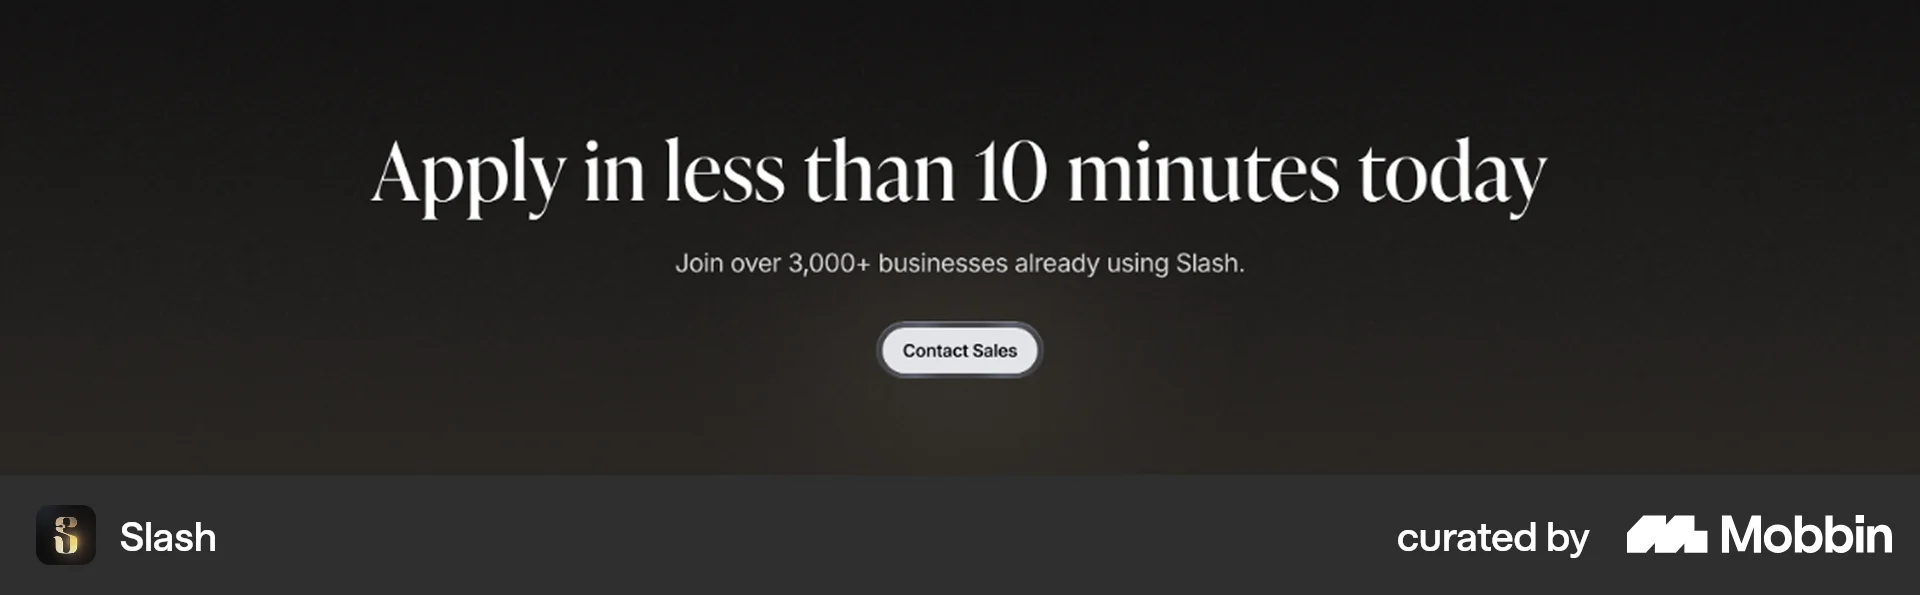 Apply in less than 10 minutes today
Join over 3,000+ businesses already using Slash.
Contact Sales
S
Slash
curated by Mobbin